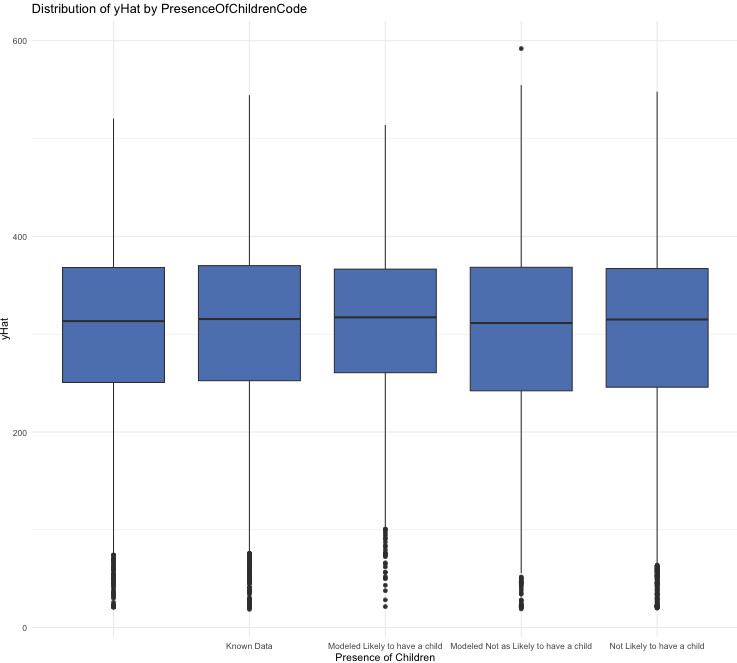 Distribution of yHat by PresenceOfChildrenCode
600
400
200
0
yHat
Known Data
Modeled Likely to have a child
Modeled Not as Likely to have a child
Not Likely to have a child
Presence of Children